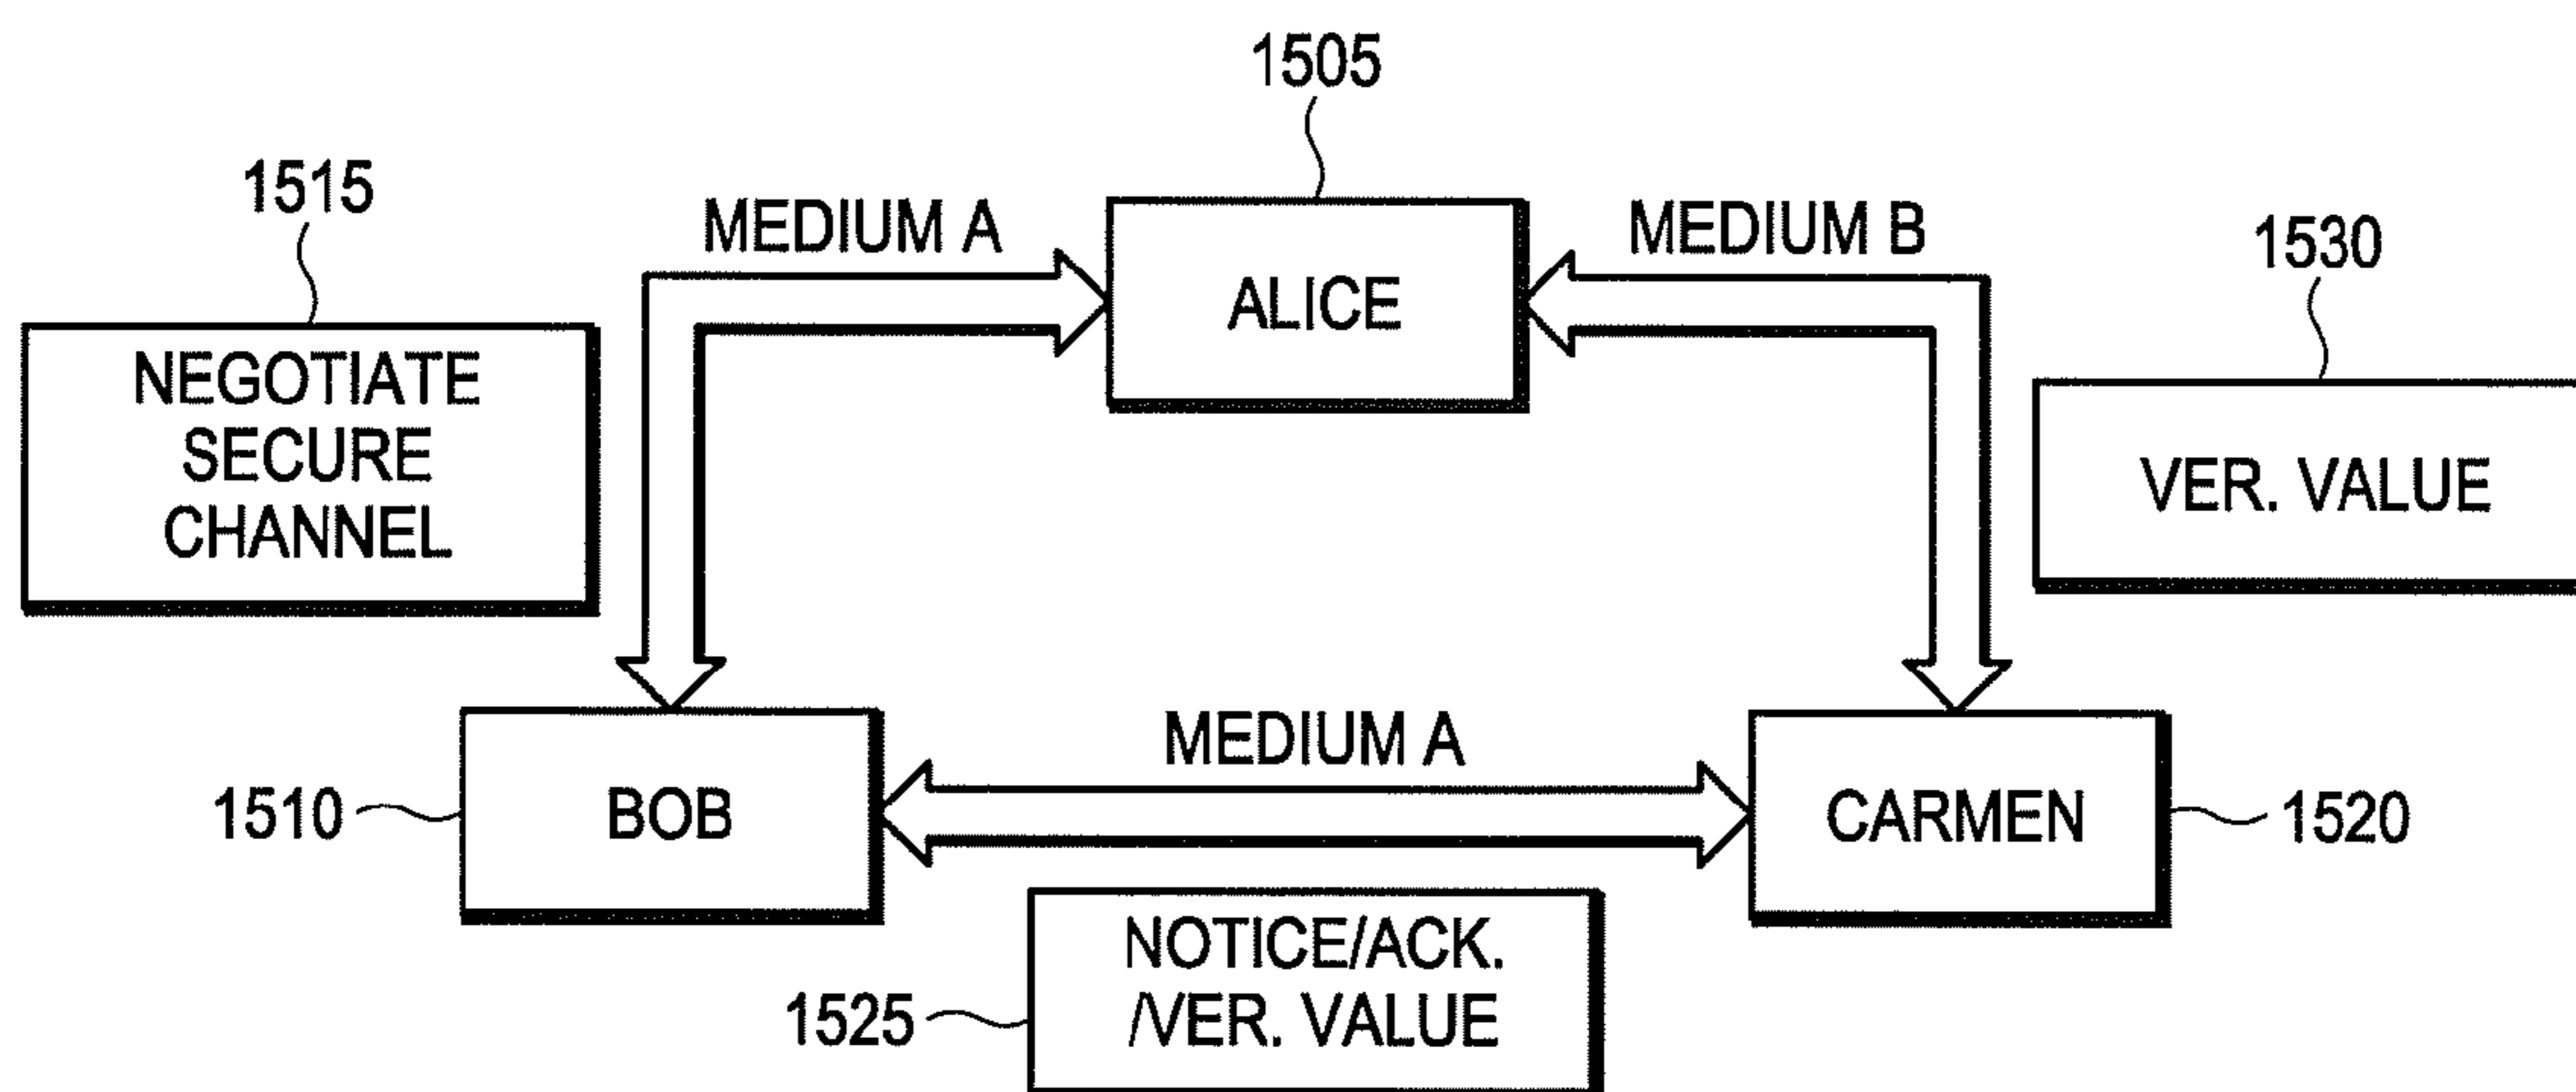 1505
1515
MEDIUM A
MEDIUM B
1530
ALICE
NEGOTIATE
SECURE
CHANNEL
VER. VALUE
MEDIUM A
1510
BOB
CARMEN
1520
NOTICE/ACK.
/VER. VALUE
1525